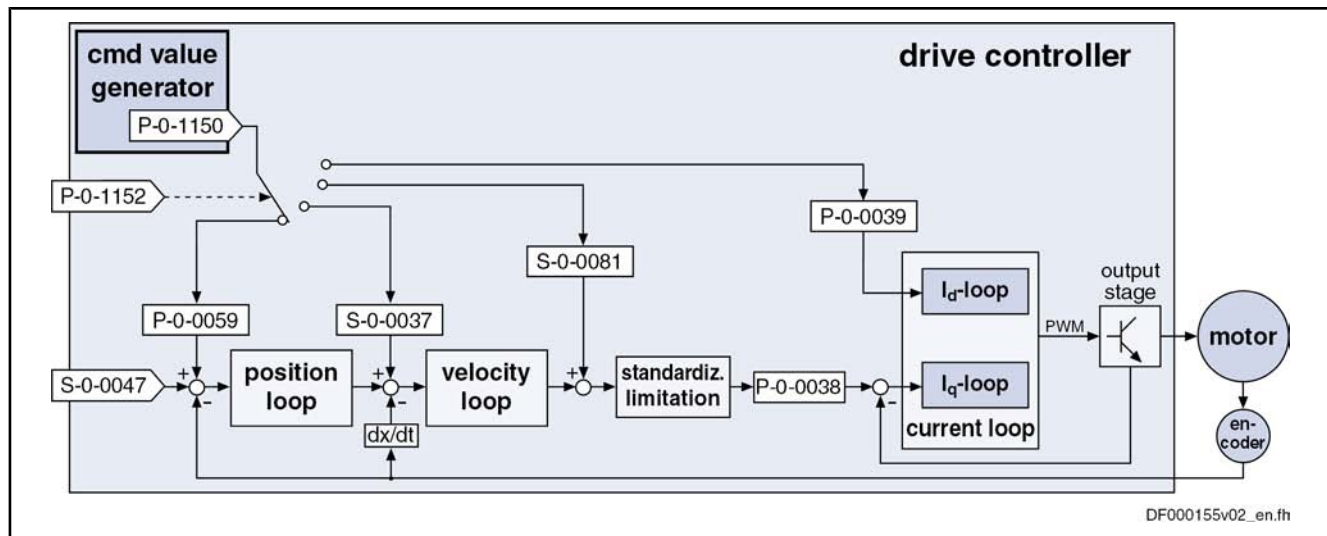 cmd value
generator
drive controller
P-0-1150
P-0-1152
P-0-0039
S-0-0081
output
stage
I_d-loop
P-0-0059
S-0-0037
PWM
motor
+
+
+
S-0-0047
position
loop
velocity
loop
standardiz.
limitation
P-0-0038
I_q-loop
-
-
-
dx/dt
current loop
en-
coder
DF000155v02_en.fh